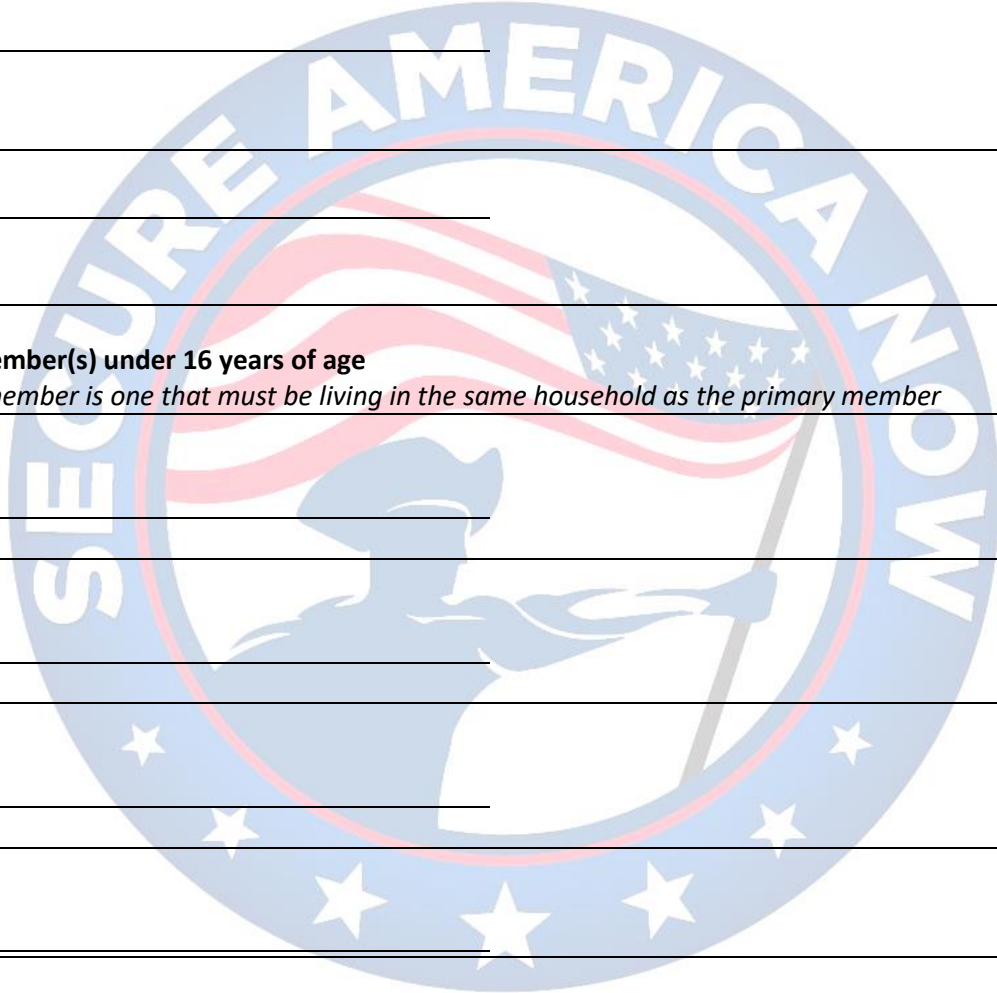 SECURE AMERICA NOW
ember(s) under 16 years of age
nember is one that must be living in the same household as the primary member